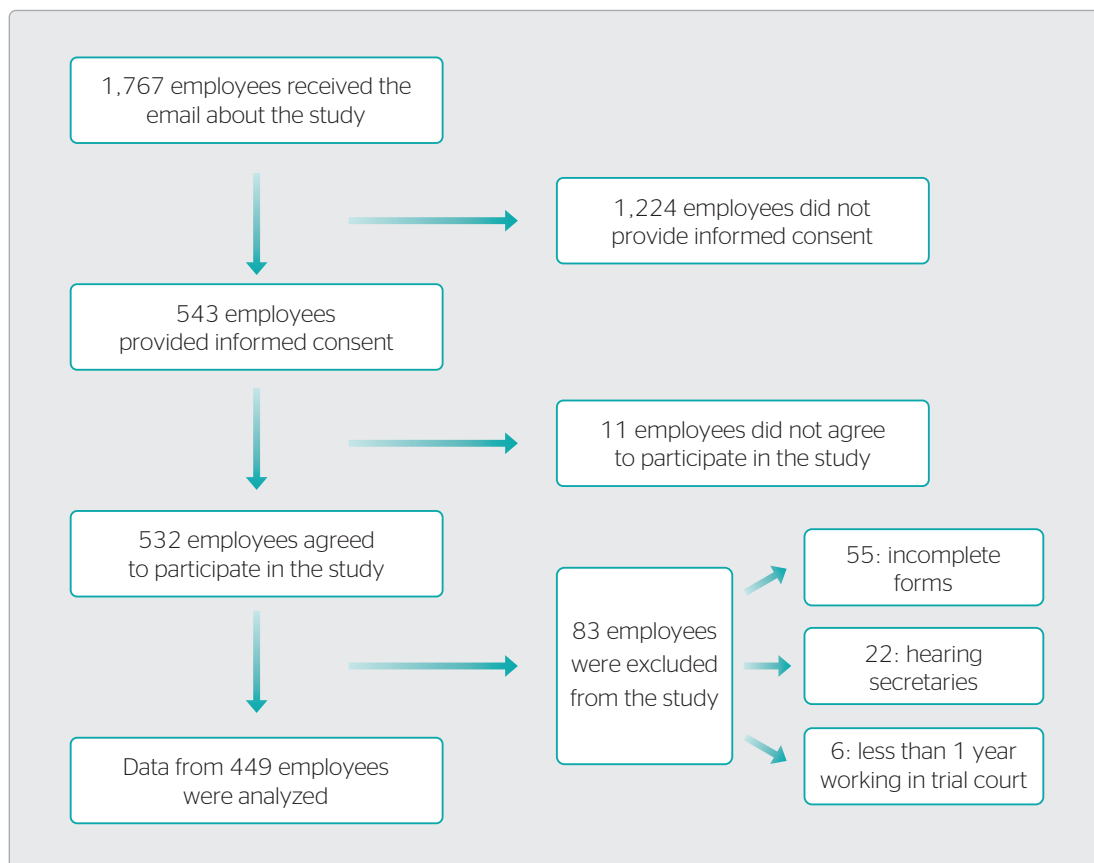 1,767 employees received the
email about the study
1,224 employees did not
provide informed consent
543 employees
provided informed consent
11 employees did not agree
to participate in the study
532 employees agreed
to participate in the study
83 employees
were excluded
from the study
55: incomplete
forms
22: hearing
secretaries
6: less than 1 year
working in trial court
Data from 449 employees
were analyzed